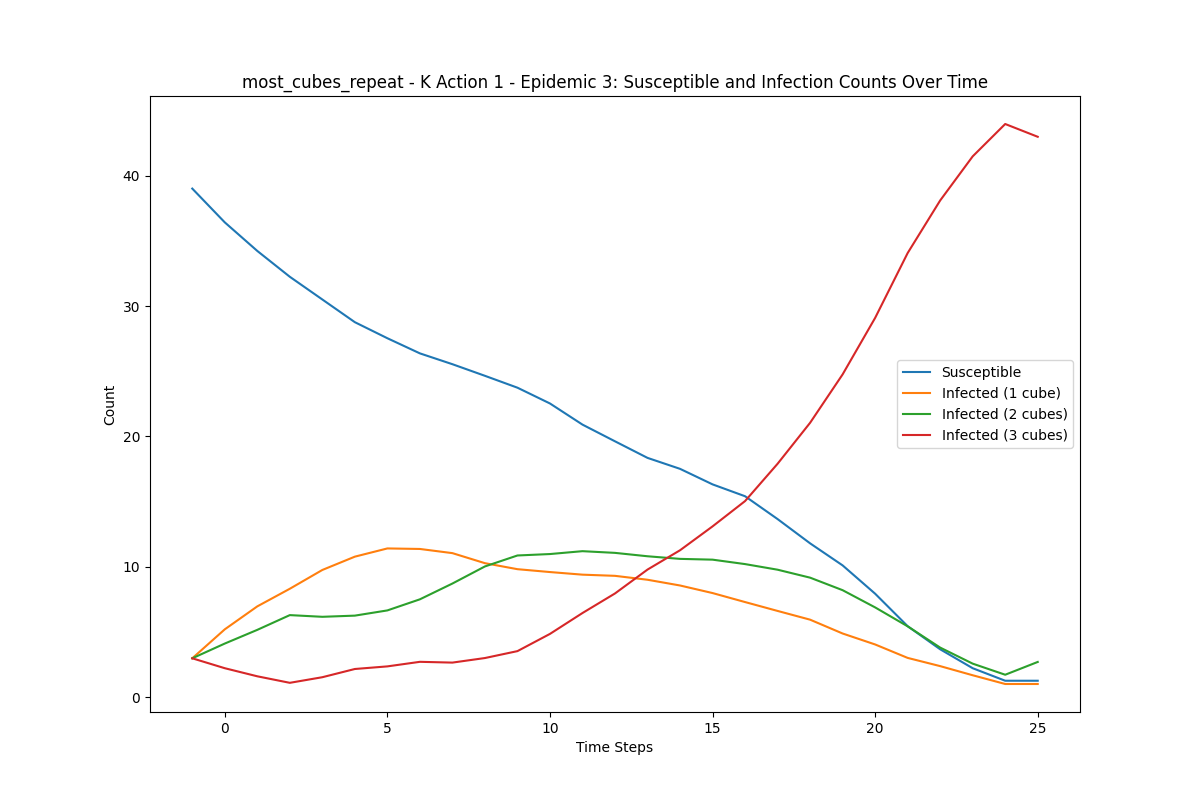 most_cubes_repeat - K Action 1 - Epidemic 3: Susceptible and Infection Counts Over Time
Count
40
30
20
10
0
Susceptible
Infected (1 cube)
Infected (2 cubes)
Infected (3 cubes)
0 5 10 15 20 25
Time Steps